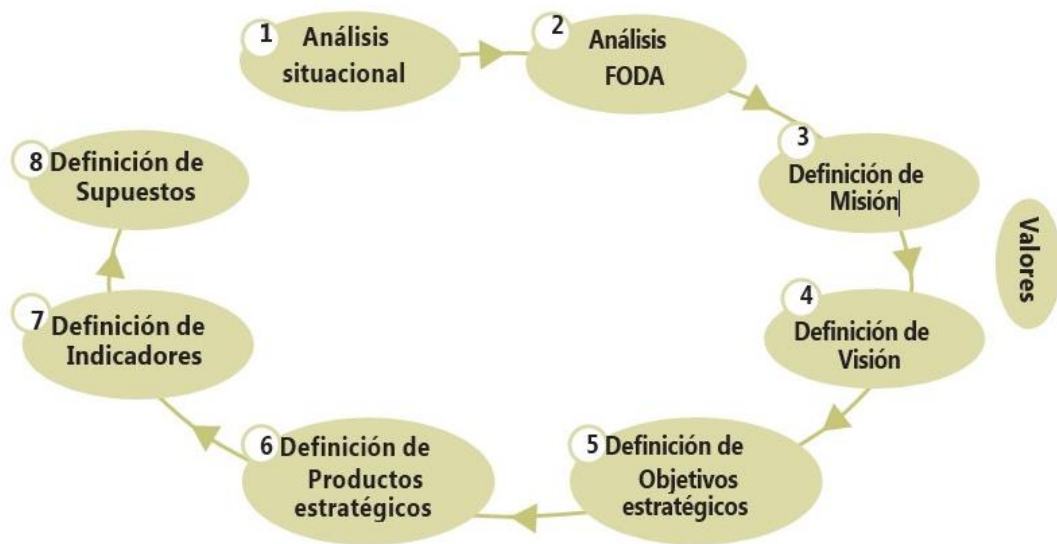 1
Análisis
situacional
2
Análisis
FODA
3
Definición de
Misión
Valores
4
Definición de
Visión
5
Definición de
Objetivos
estratégicos
6
Definición de
Productos
estratégicos
7
Definición de
Indicadores
8
Definición de
Supuestos